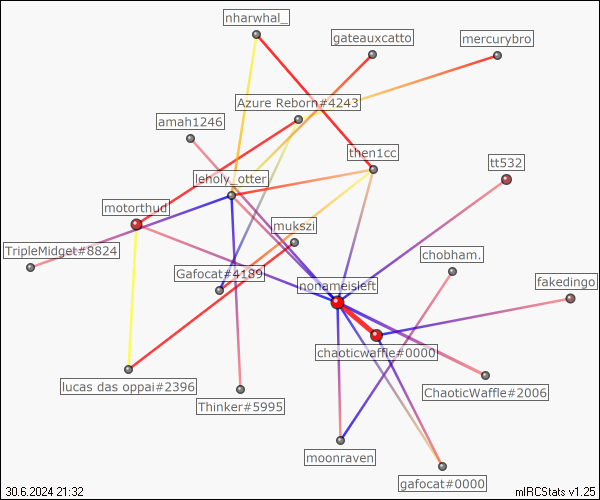 nharwhal_
gateauxcatto
mercurybro
Azure Reborn#4243
amah1246
then1cc
tt532
leholy_otter
motorthud
mukszi
TripleMidget#8824
chobham.
Gafocat#4189
nonameisleft
fakedingo
chaoticwaffle#0000
lucas das oppai#2396
ChaoticWaffle#2006
Thinker#5995
moonraven
gafocat#0000
30.6.2024 21:32
mIRCStats v1.25